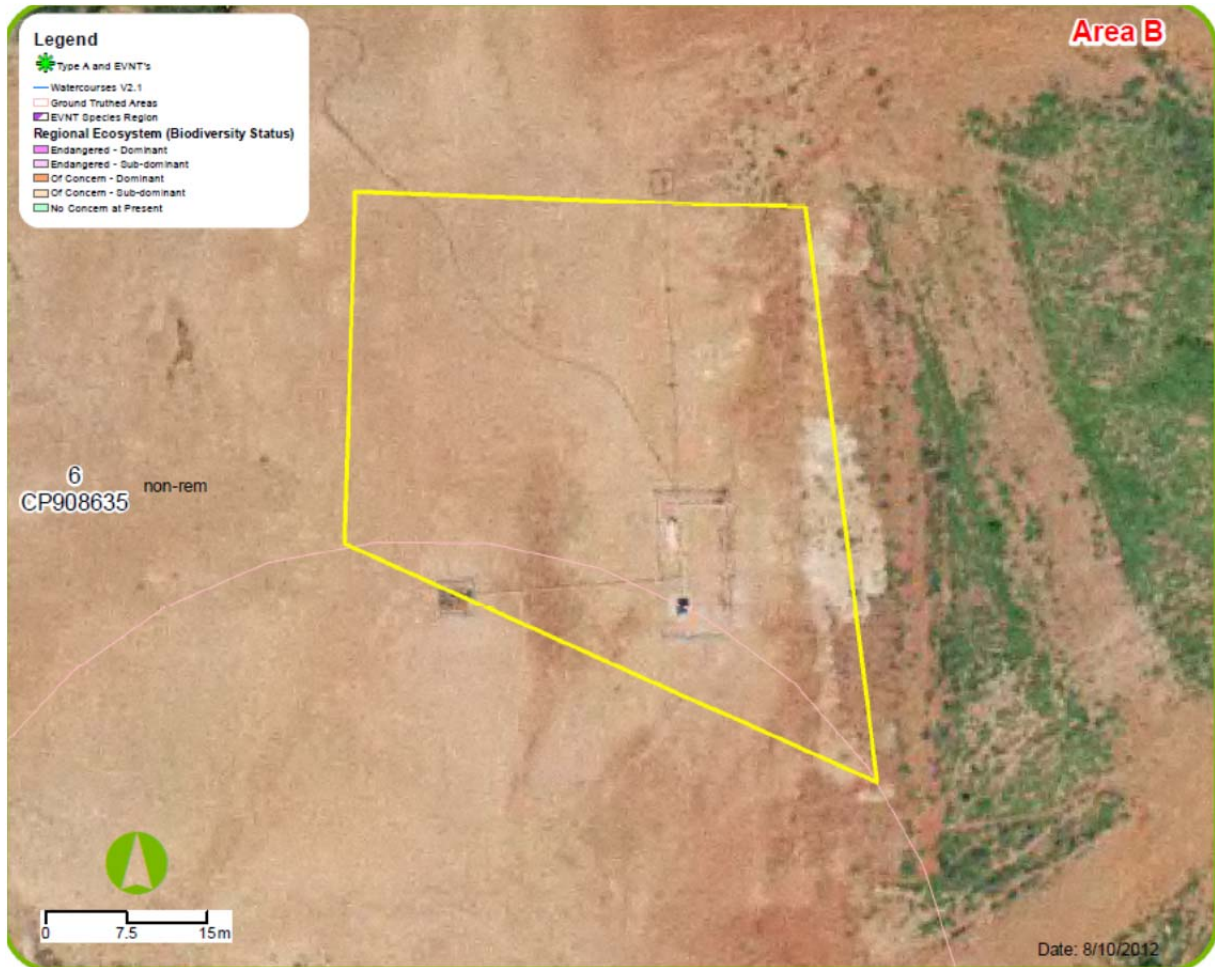 Legend
Type A and EVNT's
Watercourses V2.1
Ground Truthed Areas
EVNT Species Region
Regional Ecosystem (Biodiversity Status)
Endangered - Dominant
Endangered - Sub-dominant
Of Concern - Dominant
Of Concern - Sub-dominant
No Concern at Present
Area B
6
CP908635
non-rem
0 7.5 15m
Date: 8/10/2012